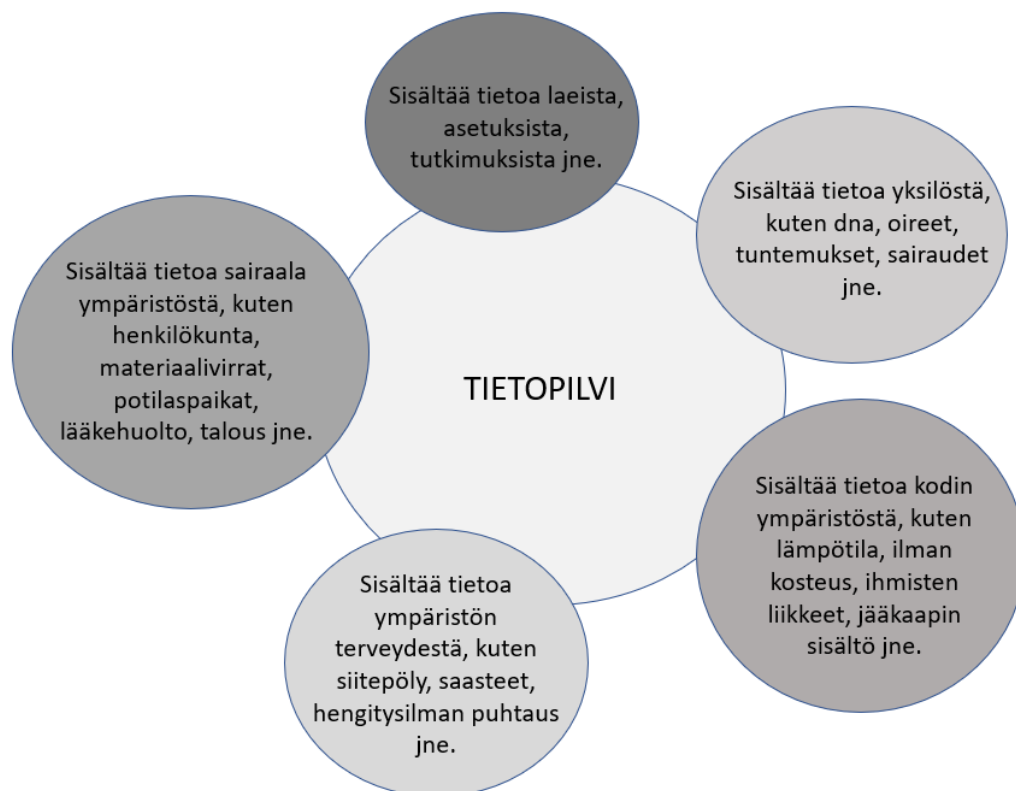 Sisältää tietoa laeista,
asetuksista,
tutkimuksista jne.
Sisältää tietoa yksilöstä,
kuten dna, oireet,
tuntemukset, sairaudet
jne.
Sisältää tietoa sairaala
ympäristöstä, kuten
henkilökunta,
materiaalivirrat,
potilaspaikat,
lääkehuolto, talous jne.
TIETOPILVI
Sisältää tietoa kodin
ympäristöstä, kuten
lämpötila, ilman
kosteus, ihmisten
liikkeet, jääkaapin
sisältö jne.
Sisältää tietoa
ympäristön
terveydestä, kuten
siitepöly, saasteet,
hengitysilman puhtaus
jne.